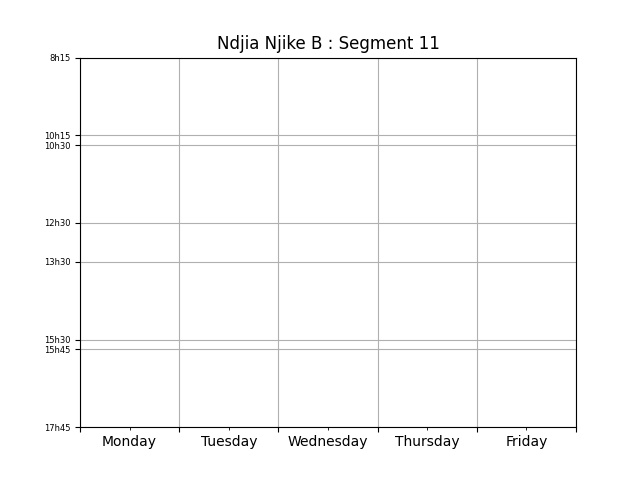 Ndjia Njike B : Segment 11
8h15
10h15
10h30
12h30
13h30
15h30
15h45
17h45
Monday Tuesday Wednesday Thursday Friday